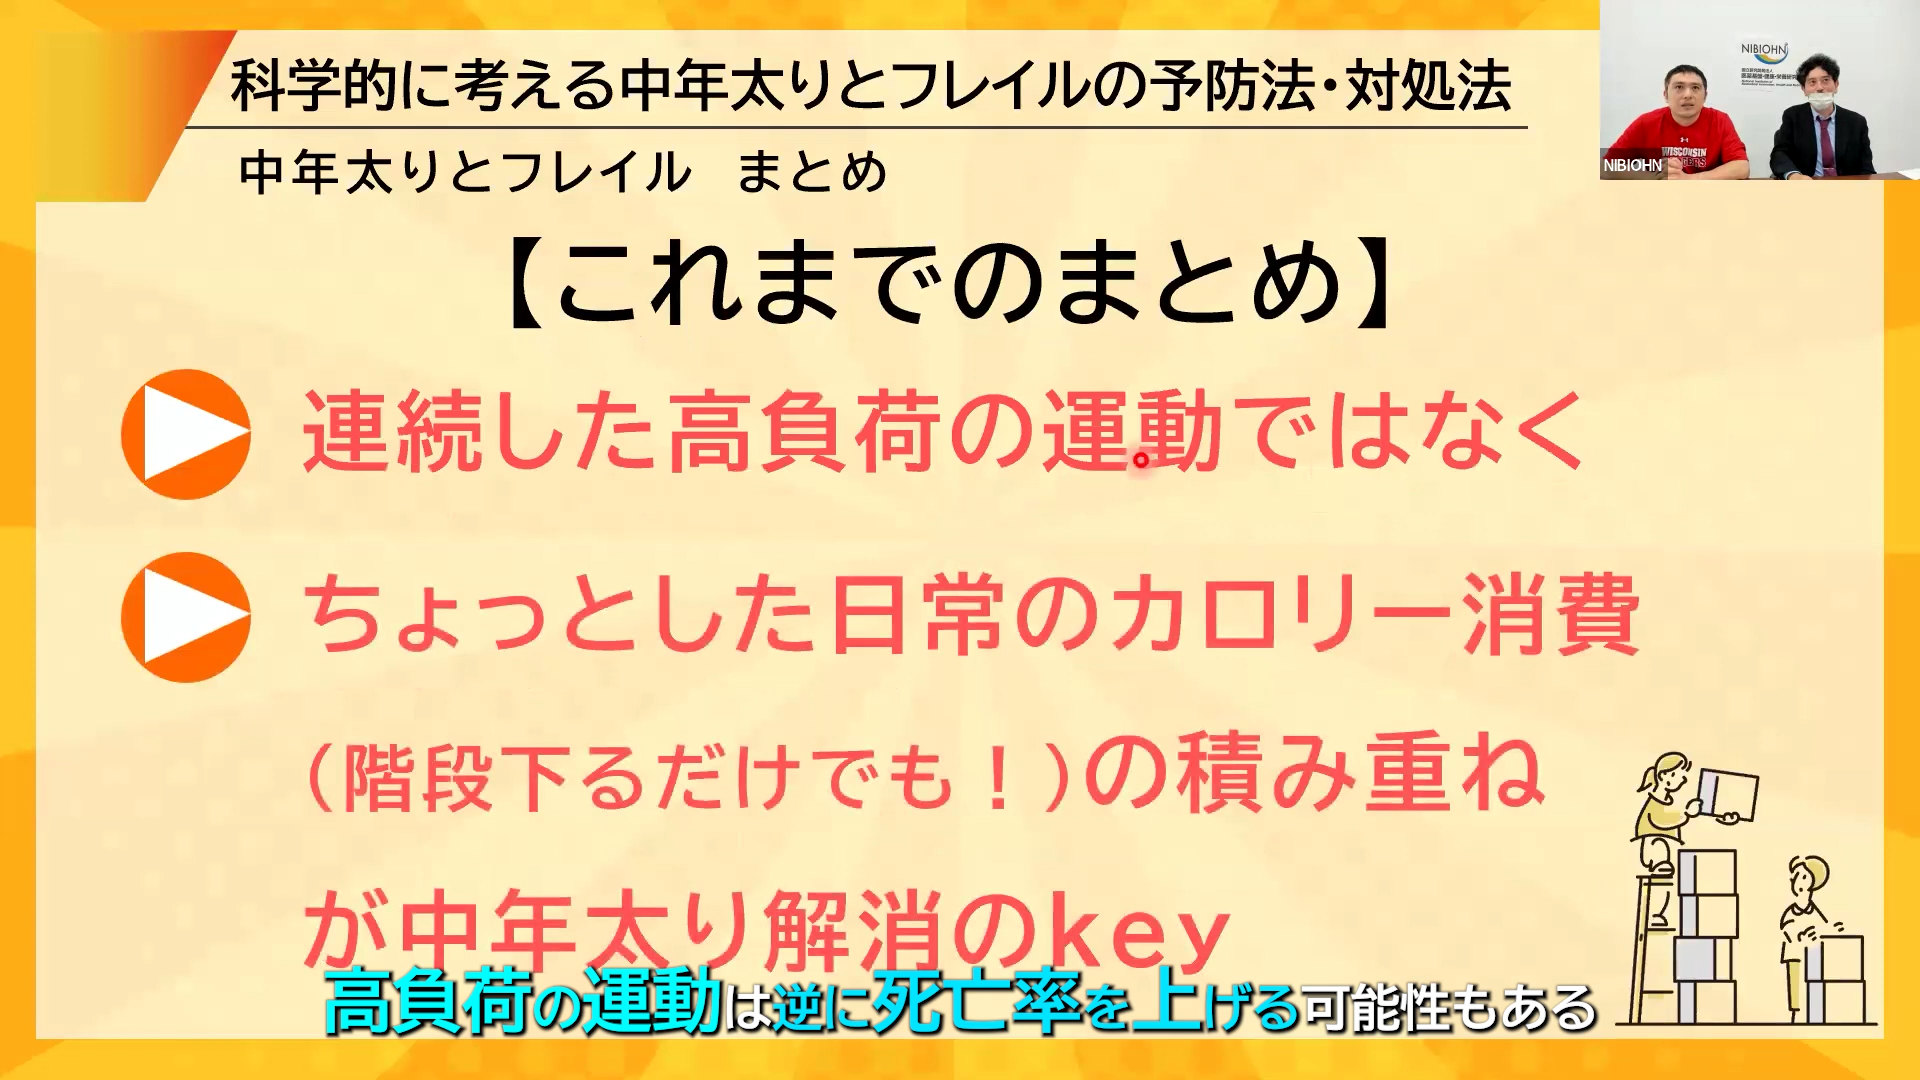 科学的に考える中年太りとフレイルの予防法・対処法
中年太りとフレイル まとめ
【これまでのまとめ】
連続した高負荷の運動ではなく
ちょっとした日常のカロリー消費
（階段下るだけでも！）の積み重ね
が中年太り解消のkey
高負荷の運動は逆に死亡率を上げる可能性もある
NIBIOHN
WISCONSIN
NIBIOHN